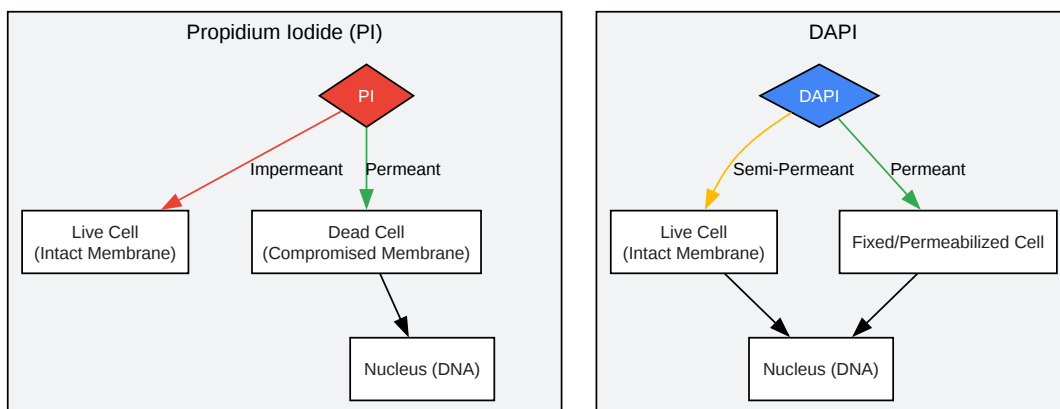 Propidium Iodide (PI)
PI
Impermeant
Permeant
Live Cell
(Intact Membrane)
Dead Cell
(Compromised Membrane)
Nucleus (DNA)
DAPI
DAPI
Semi-Permeant
Permeant
Live Cell
(Intact Membrane)
Fixed/Permeabilized Cell
Nucleus (DNA)